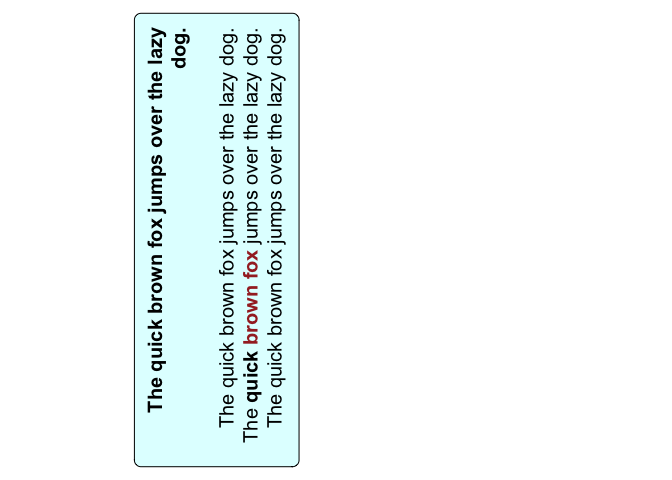 The quick brown fox jumps over the lazy
dog.
The quick brown fox jumps over the lazy dog.
The quick brown fox jumps over the lazy dog.
The quick brown fox jumps over the lazy dog.